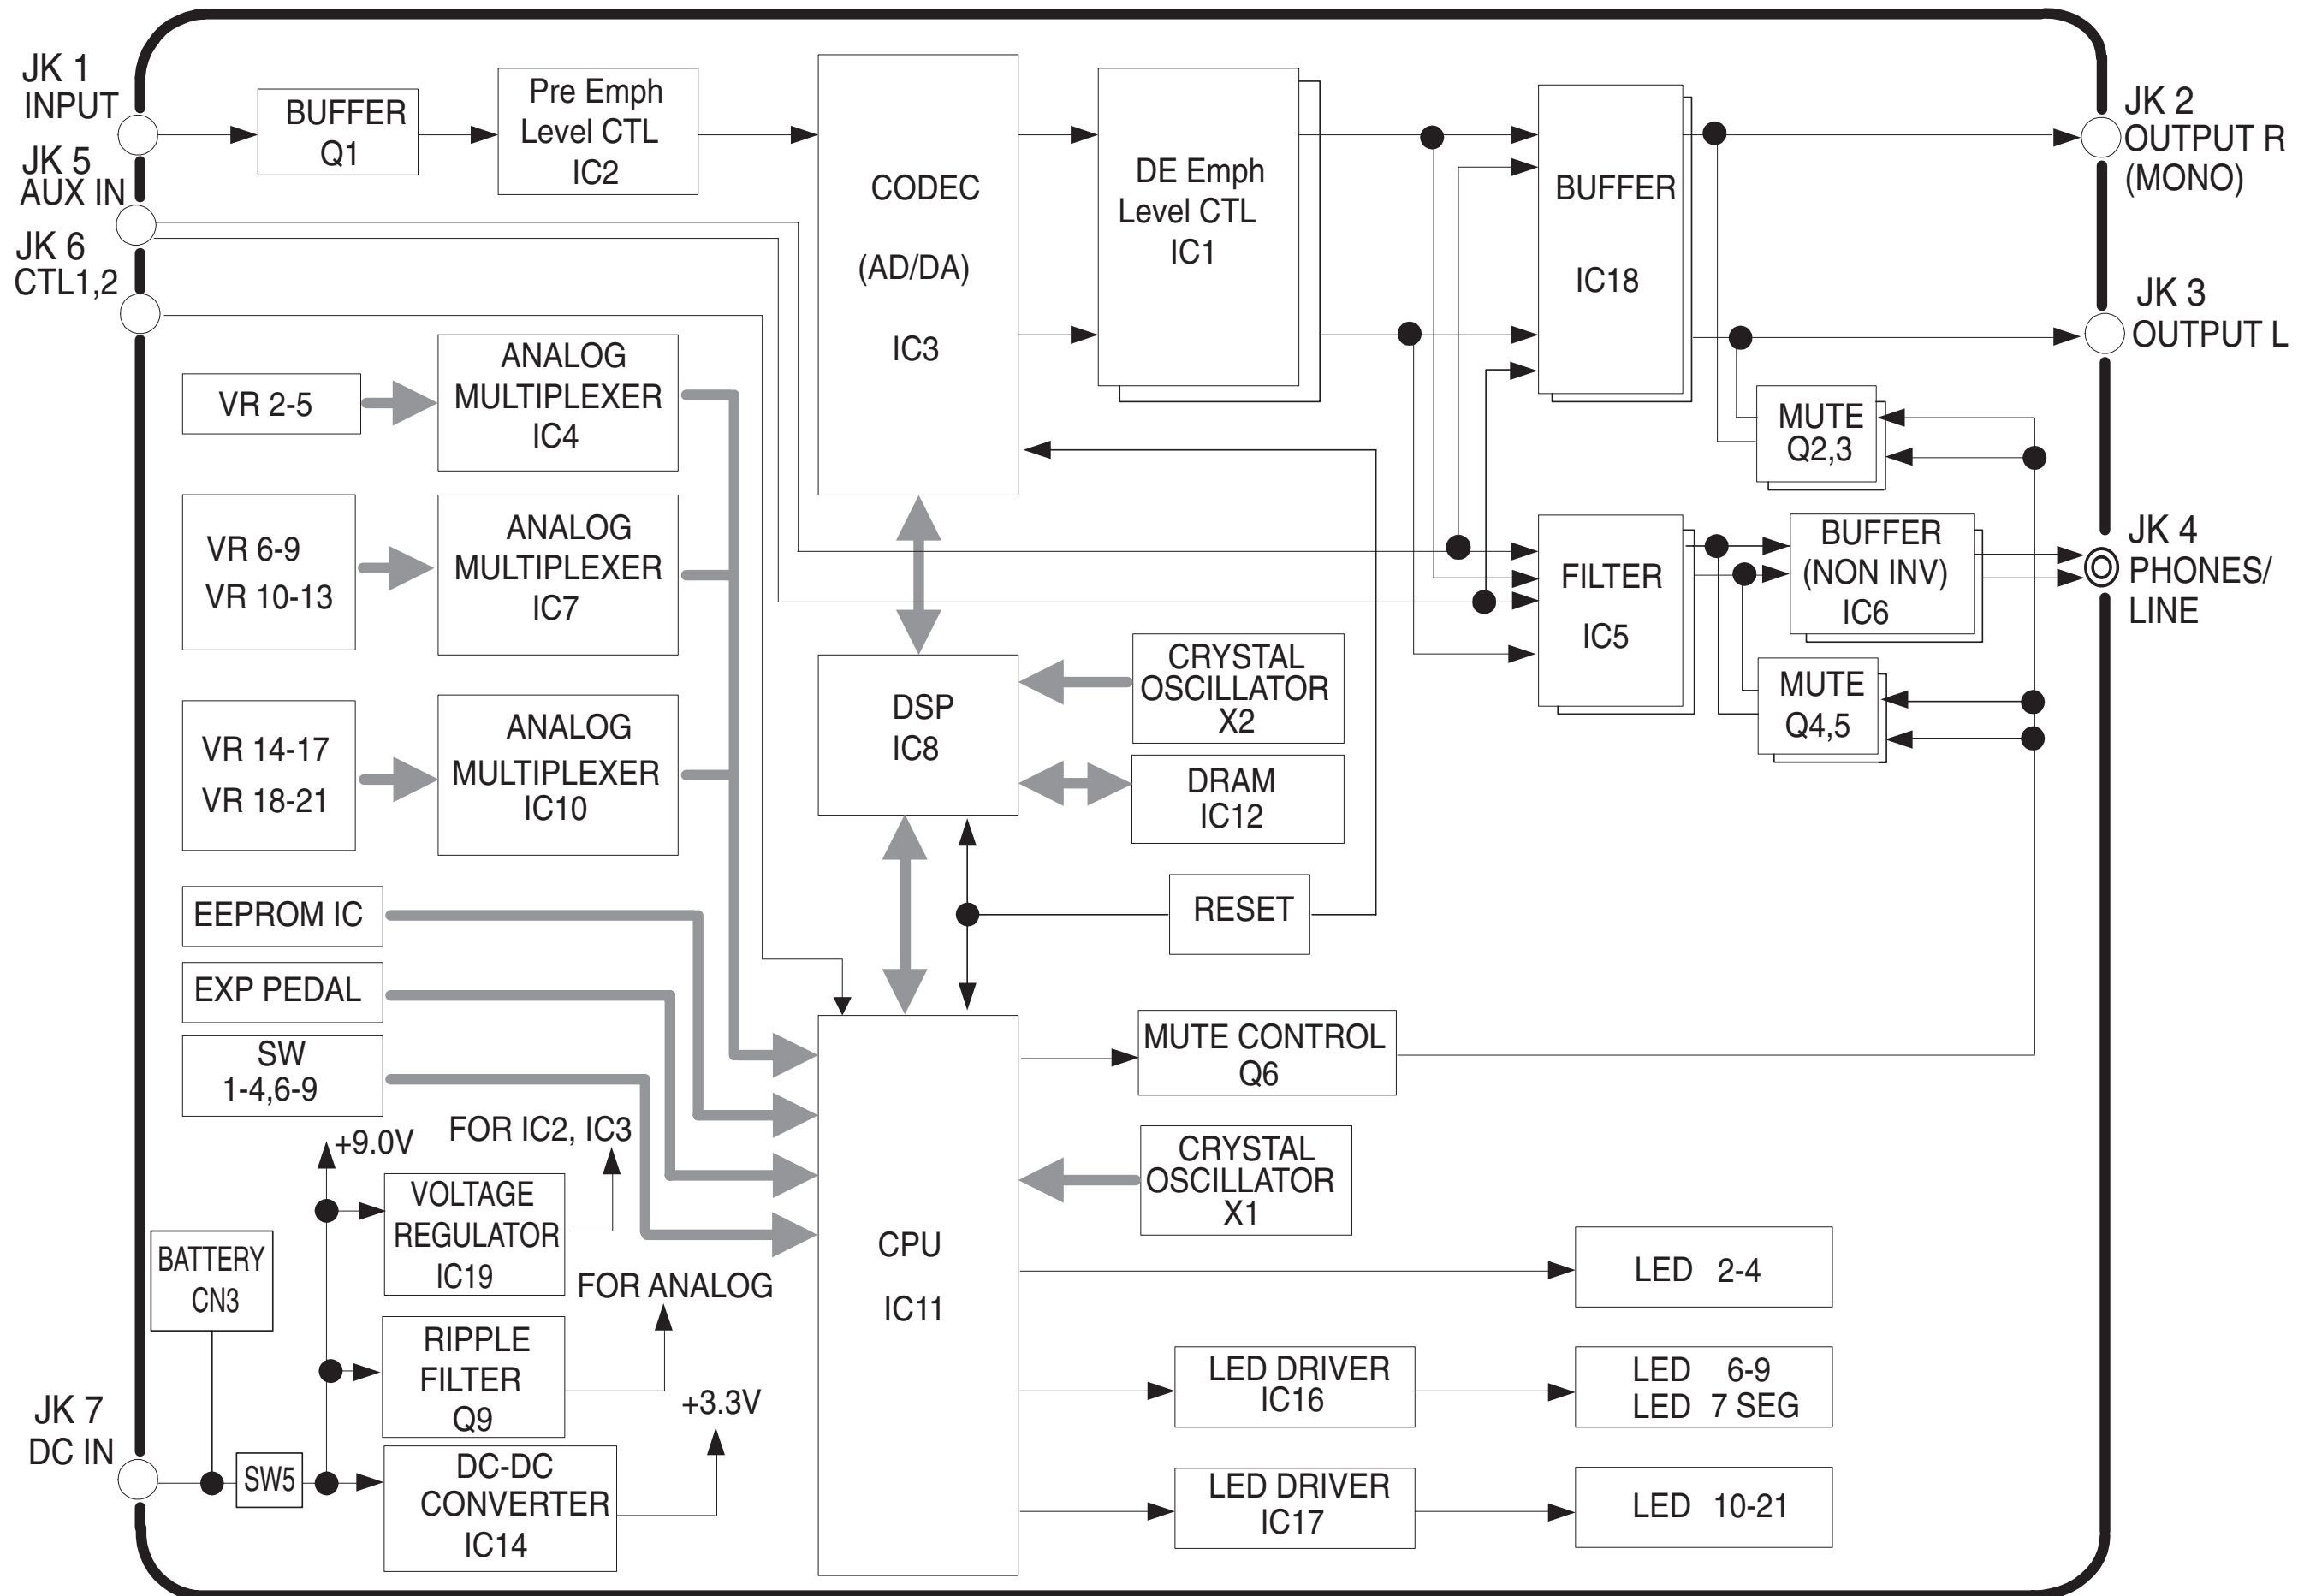 JK 1
INPUT
JK 5
AUX IN
JK 6
CTL1,2
BUFFER
Q1
Pre Emph
Level CTL
IC2
CODEC
(AD/DA)
IC3
DE Emph
Level CTL
IC1
BUFFER
IC18
JK 2
OUTPUT R
(MONO)
JK 3
OUTPUT L
MUTE
Q2,3
VR 2-5
ANALOG
MULTIPLEXER
IC4
VR 6-9
VR 10-13
ANALOG
MULTIPLEXER
IC7
VR 14-17
VR 18-21
ANALOG
MULTIPLEXER
IC10
FILTER
IC5
BUFFER
(NON INV)
IC6
JK 4
PHONES/
LINE
MUTE
Q4,5
DSP
IC8
CRYSTAL
OSCILLATOR
X2
DRAM
IC12
RESET
EEPROM IC
EXP PEDAL
SW
1-4,6-9
CPU
IC11
MUTE CONTROL
Q6
CRYSTAL
OSCILLATOR
X1
+9.0V
FOR IC2, IC3
VOLTAGE
REGULATOR
IC19
BATTERY
CN3
FOR ANALOG
RIPPLE
FILTER
Q9
+3.3V
JK 7
DC IN
SW5
DC-DC
CONVERTER
IC14
LED 2-4
LED DRIVER
IC16
LED 6-9
LED 7 SEG
LED DRIVER
IC17
LED 10-21